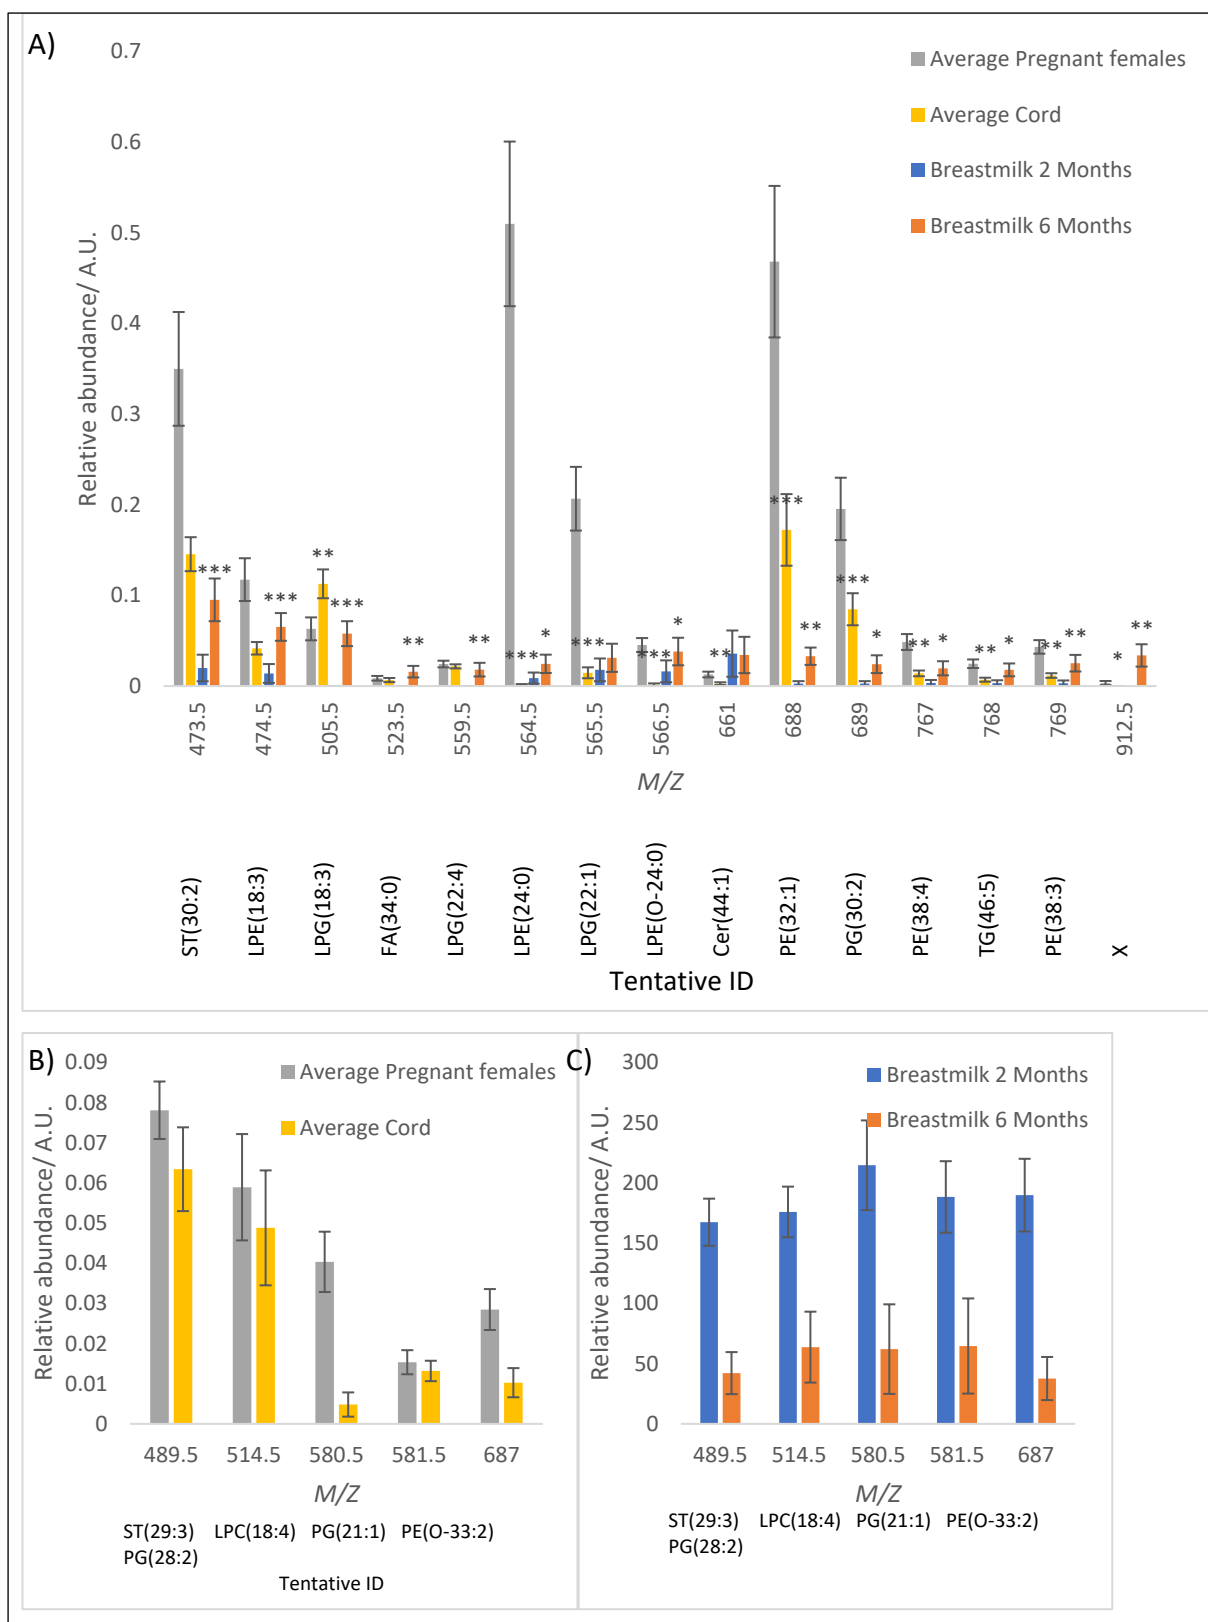 A)
0.7
0.6
0.5
0.4
0.3
0.2
0.1
0
Relative abundance/ A.U.
Average Pregnant females
Average Cord
Breastmilk 2 Months
Breastmilk 6 Months
*** *** ** *** ** ** *** * *** *** * ** *** ** *** * ** * ** * ** ** * **
473.5 474.5 505.5 523.5 559.5 564.5 565.5 566.5 661 688 689 767 768 769 912.5
M/Z
ST(30:2) LPE(18:3) LPG(18:3) FA(34:0) LPG(22:4) LPE(24:0) LPG(22:1) LPE(O-24:0) Cer(44:1) PE(32:1) PG(30:2) PE(38:4) TG(46:5) PE(38:3) X
Tentative ID
B)
0.09
0.08
0.07
0.06
0.05
0.04
0.03
0.02
0.01
0
Relative abundance/ A.U.
Average Pregnant females
Average Cord
489.5 514.5 580.5 581.5 687
M/Z
ST(29:3) LPC(18:4) PG(21:1) PE(O-33:2)
PG(28:2)
Tentative ID
C)
300
250
200
150
100
50
0
Relative abundance/ A.U.
Breastmilk 2 Months
Breastmilk 6 Months
489.5 514.5 580.5 581.5 687
M/Z
ST(29:3) LPC(18:4) PG(21:1) PE(O-33:2)
PG(28:2)